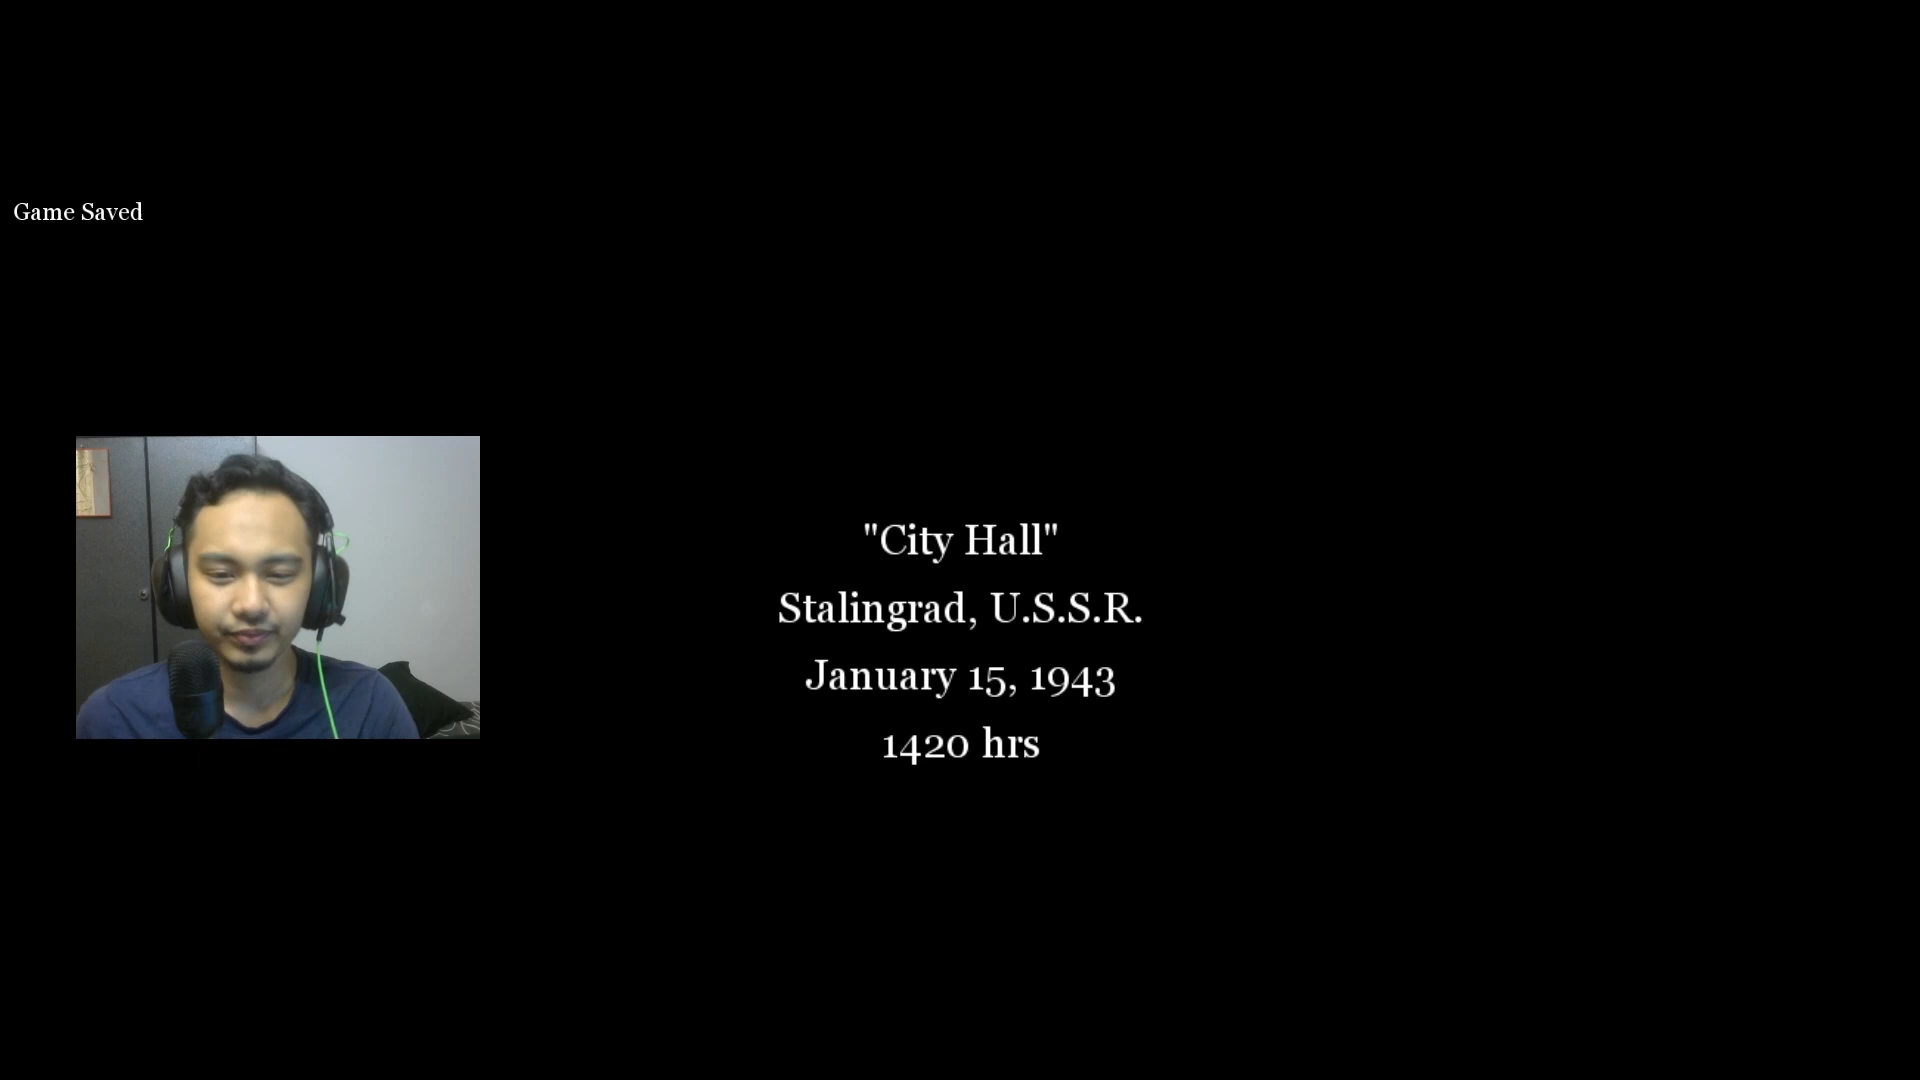 Game Saved
"City Hall"
Stalingrad, U.S.S.R.
January 15, 1943
1420 hrs